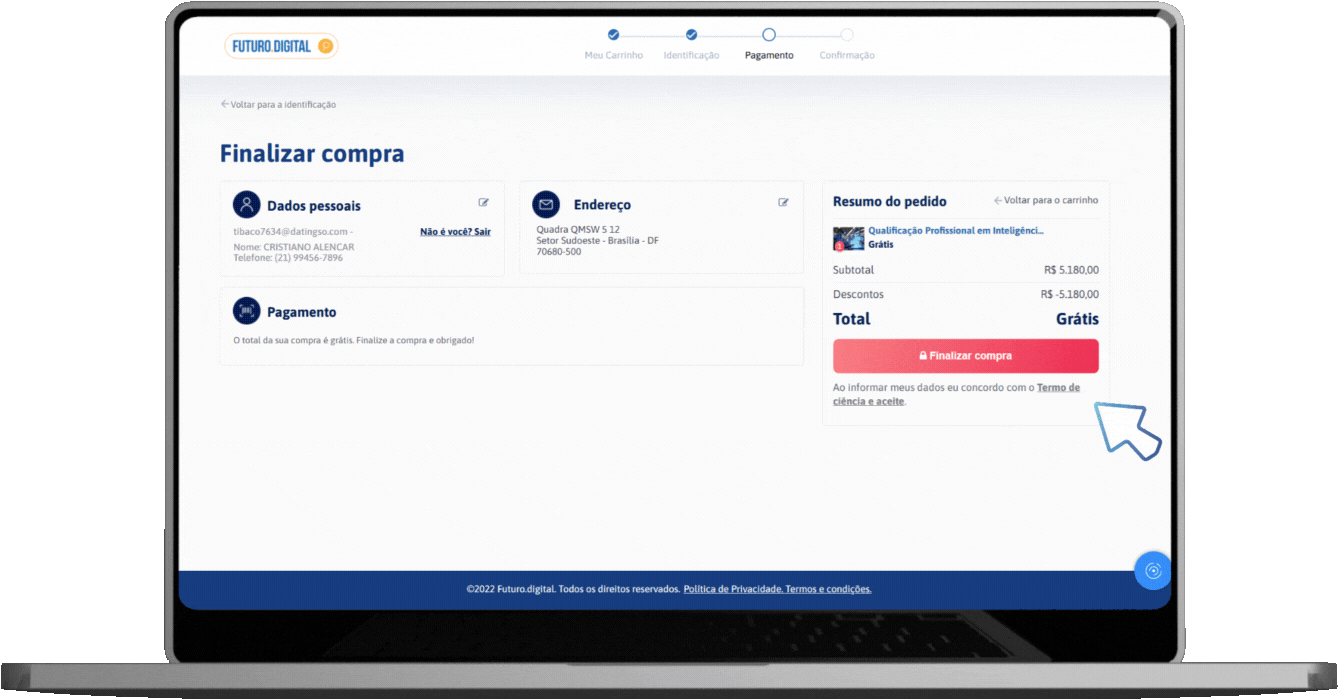 FUTURO.DIGITAL
Meu Carrinho
Identificação
Pagamento
Confirmação
Voltar para a identificação
Finalizar compra
Dados pessoais
tibaco7634@datingso.com -
Não é você? Sair
Nome: CRISTIANO ALENCAR
Telefone: (21) 99456-7896
Endereço
Quadra QMSW 5 12
Setor Sudoeste - Brasília - DF
70680-500
Pagamento
O total da sua compra é grátis. Finalize a compra e obrigado!
Resumo do pedido
Voltar para o carrinho
1
Qualificação Profissional em Inteligênci...
Grátis
Subtotal R$ 5.180,00
Descontos R$ -5.180,00
Total Grátis
Finalizar compra
Ao informar meus dados eu concordo com o Termo de
ciência e aceite.
©2022 Futuro.digital. Todos os direitos reservados. Política de Privacidade. Termos e condições.